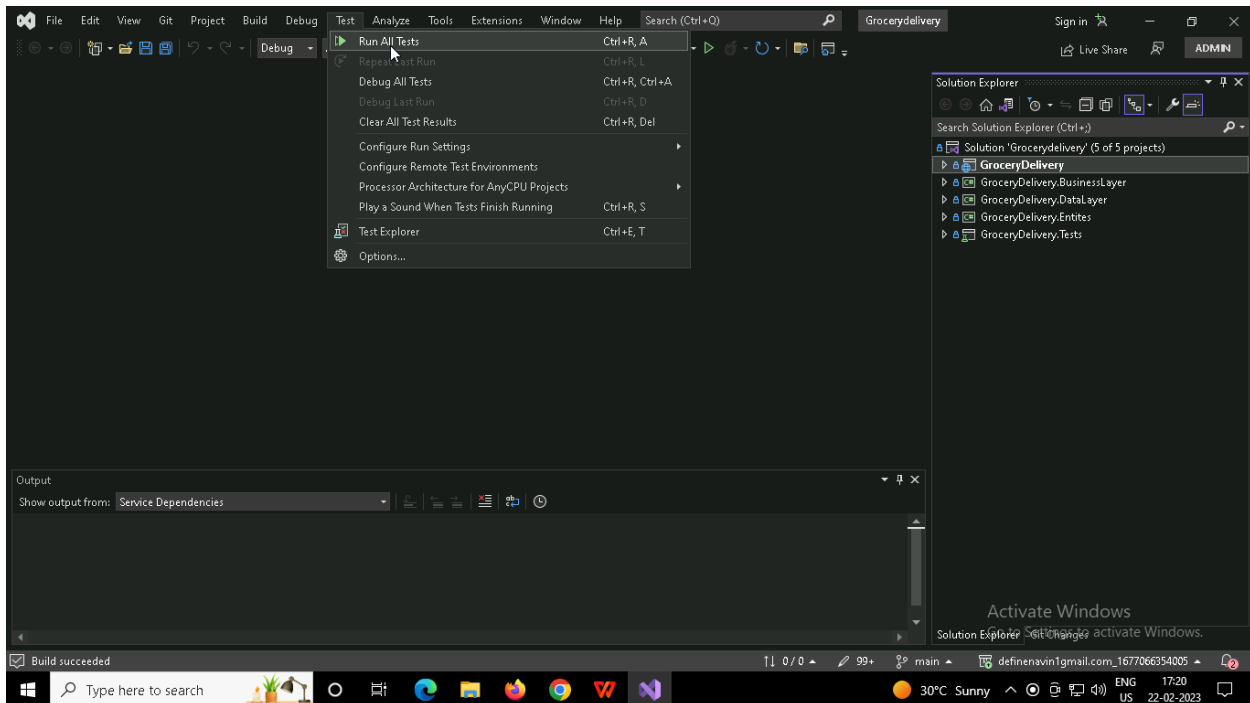 File Edit View Git Project Build Debug Test Analyze Tools Extensions Window Help Search (Ctrl+Q) Grocerydelivery Sign in
Debug Live Share ADMIN
Run All Tests Ctrl+R, A
Repeat Last Run Ctrl+R, L
Debug All Tests Ctrl+R, Ctrl+A
Debug Last Run Ctrl+R, D
Clear All Test Results Ctrl+R, Del
Configure Run Settings
Configure Remote Test Environments
Processor Architecture for AnyCPU Projects
Play a Sound When Tests Finish Running Ctrl+R, S
Test Explorer Ctrl+E, T
Options...
Solution Explorer
Search Solution Explorer (Ctrl+;)
Solution 'Grocerydelivery' (5 of 5 projects)
GroceryDelivery
GroceryDelivery.BusinessLayer
GroceryDelivery.DataLayer
GroceryDelivery.Entites
GroceryDelivery.Tests
Output
Show output from: Service Dependencies
Activate Windows
Go to Settings to activate Windows.
Solution Explorer Git Changes
Build succeeded 0 / 0 99+ main definenavin1gmail.com_1677066354005 2
Type here to search 30°C Sunny ENG US 17:20 22-02-2023